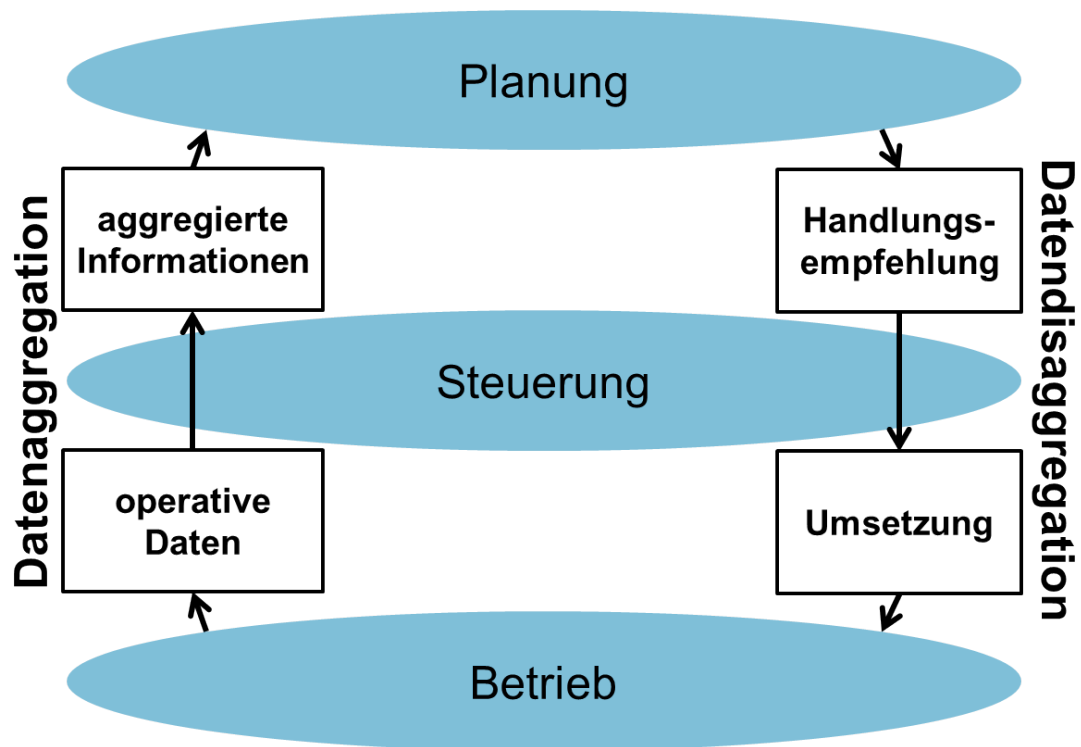 Planung
Datenaggregation
aggregierte
Informationen
Handlungs-
empfehlung
Datendisaggregation
Steuerung
operative
Daten
Umsetzung
Betrieb